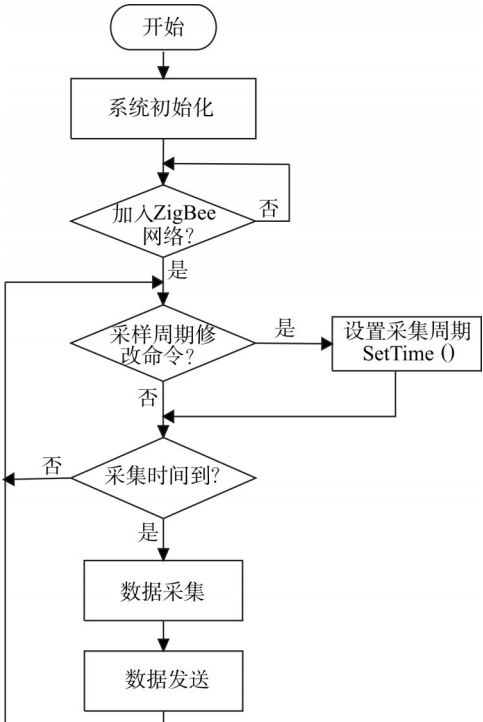 开始
系统初始化
加入ZigBee
网络?
否
是
采样周期修
改命令?
是
设置采集周期
SetTime ()
否
采集时间到?
否
是
数据采集
数据发送